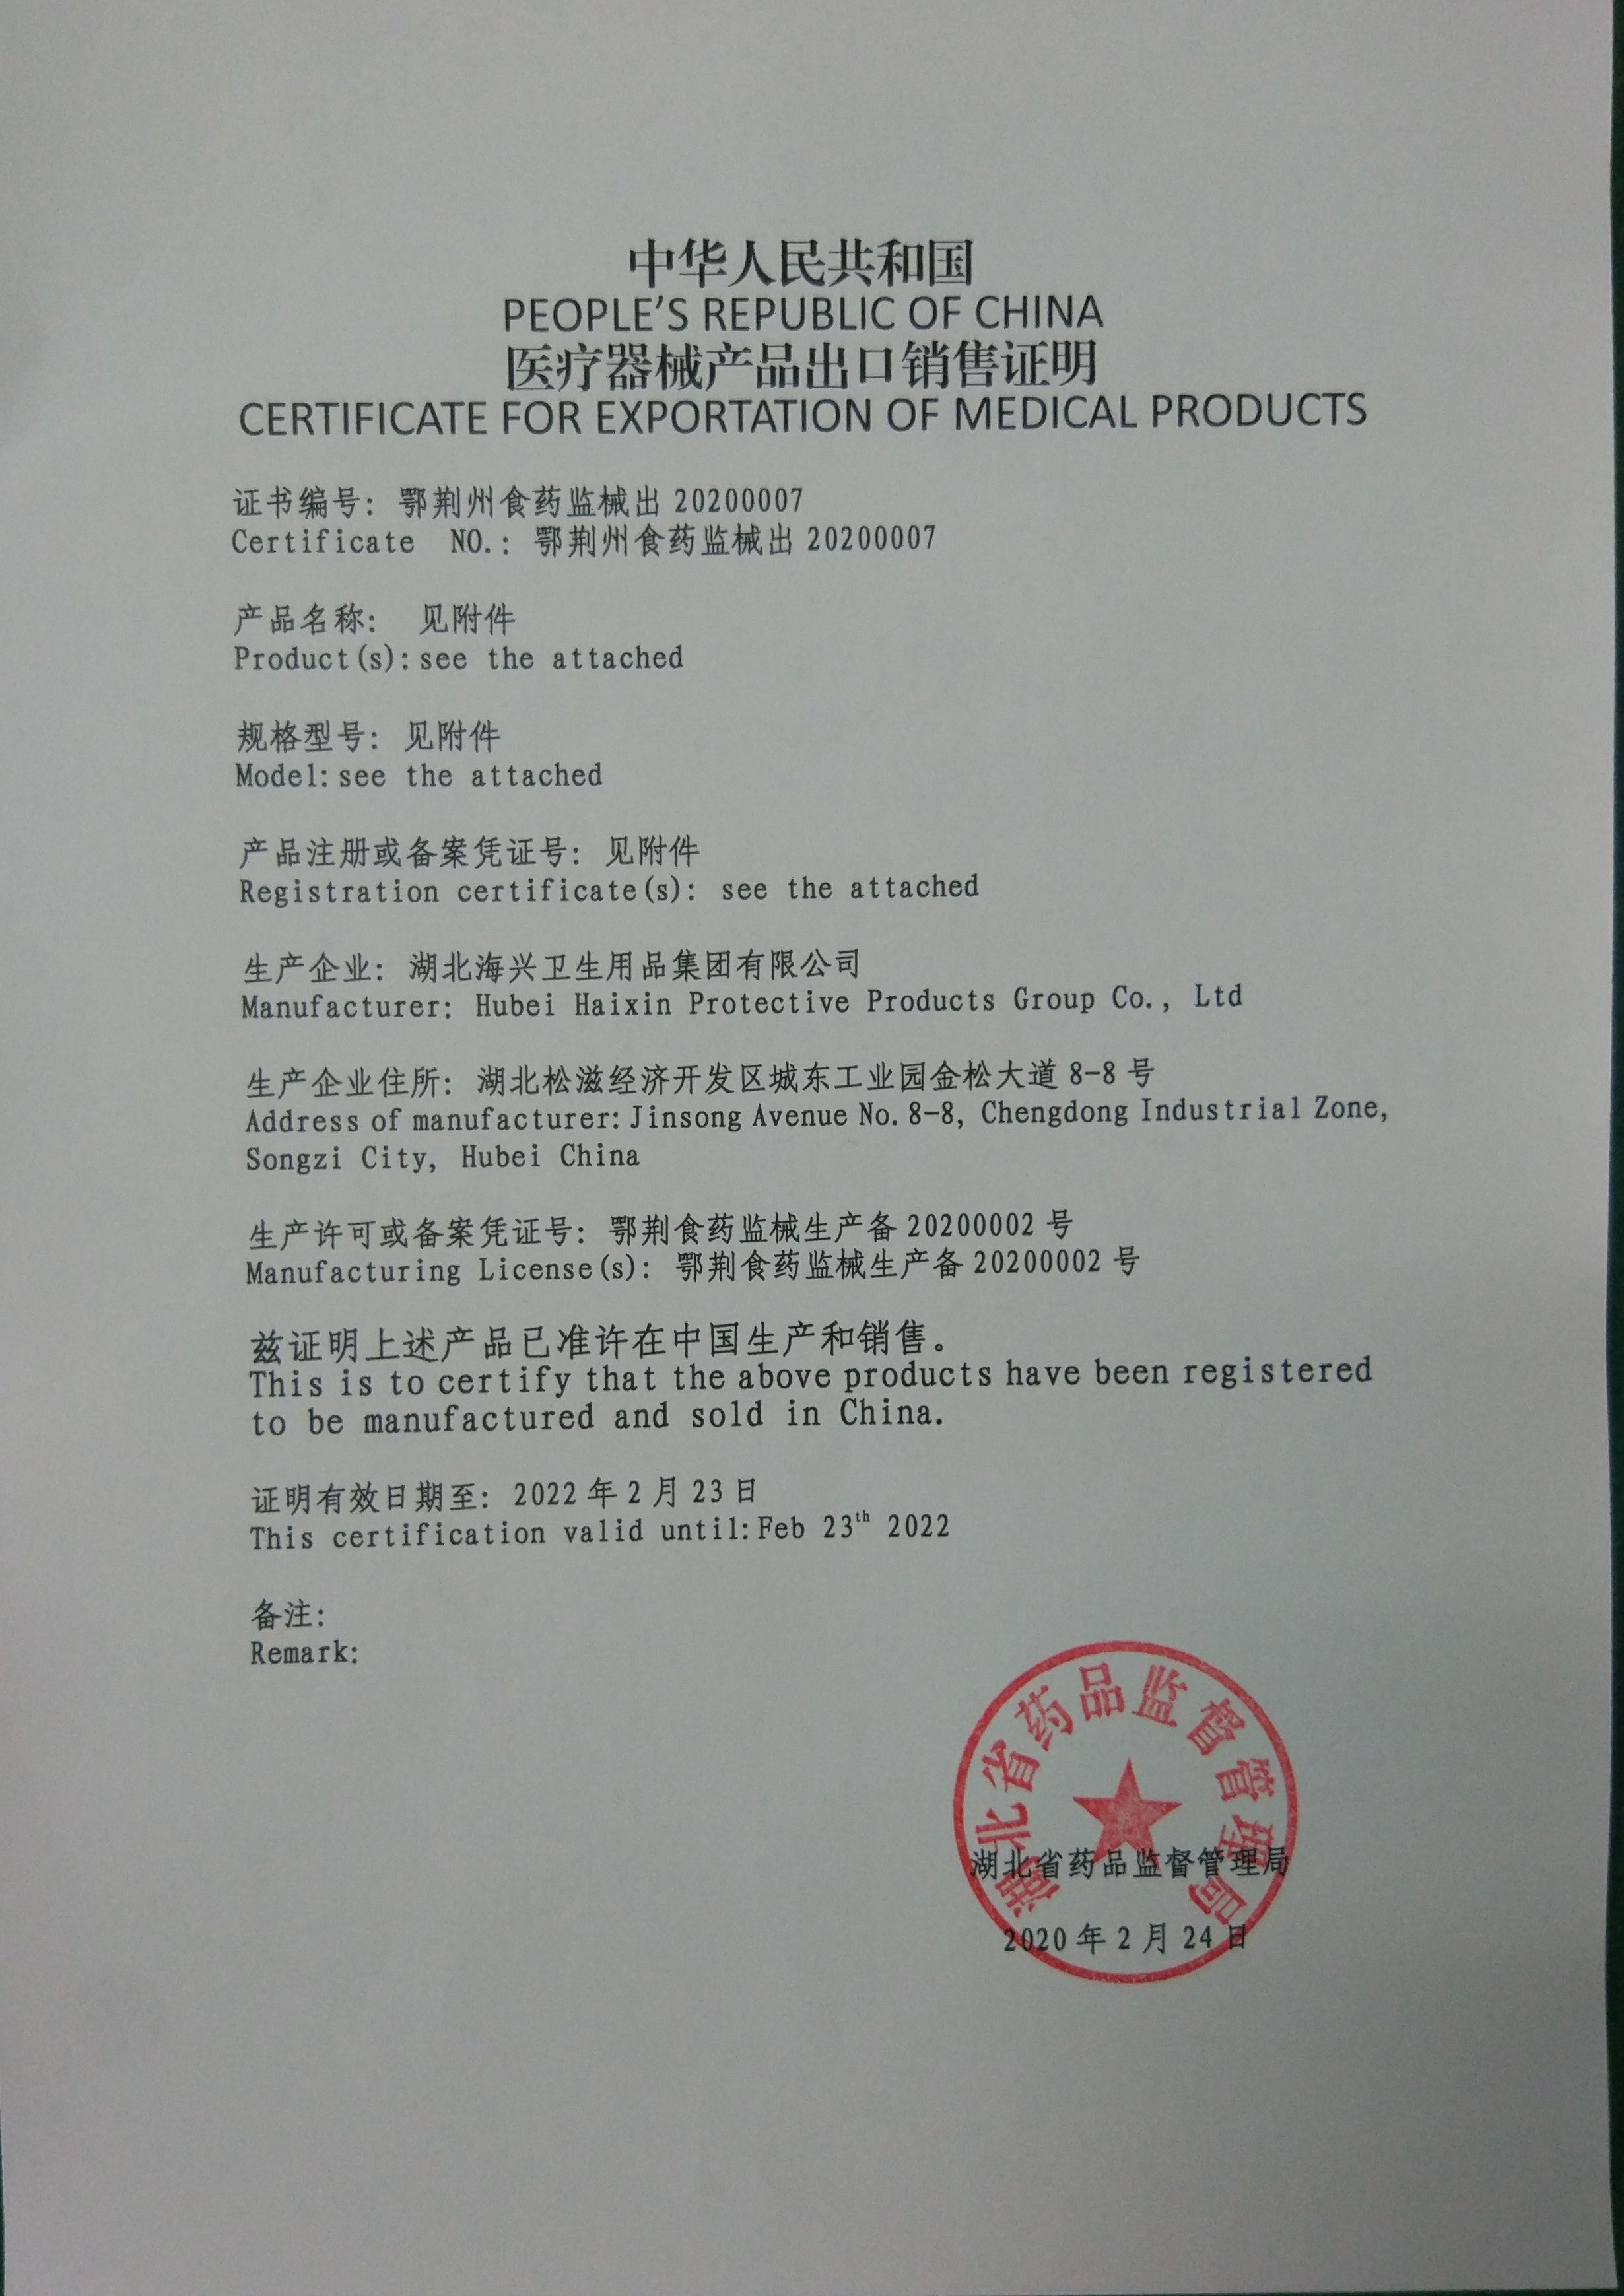 中华人民共和国
PEOPLE'S REPUBLIC OF CHINA
医疗器械产品出口销售证明
CERTIFICATE FOR EXPORTATION OF MEDICAL PRODUCTS
证书编号：鄂荆州食药监械出 20200007
Certificate NO.：鄂荆州食药监械出 20200007
产品名称： 见附件
Product(s):see the attached
规格型号：见附件
Model:see the attached
产品注册或备案凭证号：见附件
Registration certificate(s): see the attached
生产企业：湖北海兴卫生用品集团有限公司
Manufacturer: Hubei Haixin Protective Products Group Co., Ltd
生产企业住所：湖北松滋经济开发区城东工业园金松大道 8-8 号
Address of manufacturer:Jinsong Avenue No.8-8, Chengdong Industrial Zone,
Songzi City, Hubei China
生产许可或备案凭证号：鄂荆食药监械生产备 20200002 号
Manufacturing License(s): 鄂荆食药监械生产备 20200002 号
兹证明上述产品已准许在中国生产和销售。
This is to certify that the above products have been registered
to be manufactured and sold in China.
证明有效日期至：2022 年 2 月 23 日
This certification valid until:Feb 23th 2022
备注：
Remark:
湖北省药品监督管理局
湖北省药品监督管理局
2020 年 2 月 24 日